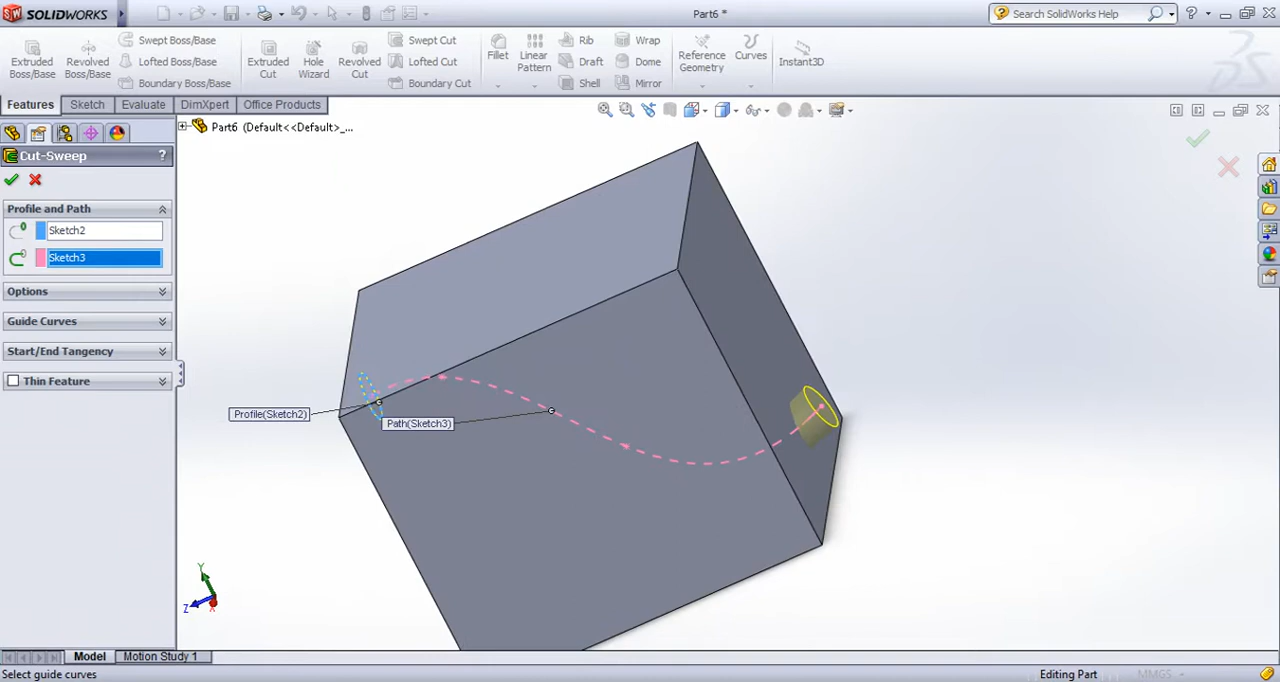 SOLIDWORKS
Part6 *
Search SolidWorks Help
Extruded Boss/Base
Revolved Boss/Base
Swept Boss/Base
Lofted Boss/Base
Boundary Boss/Base
Extruded Cut
Hole Wizard
Revolved Cut
Swept Cut
Lofted Cut
Boundary Cut
Fillet
Linear Pattern
Rib
Draft
Shell
Wrap
Dome
Mirror
Reference Geometry
Curves
Instant3D
Features
Sketch
Evaluate
DimXpert
Office Products
Part6 (Default<<Default>_...
Cut-Sweep
?
Profile and Path
Sketch2
Sketch3
Options
Guide Curves
Start/End Tangency
Thin Feature
Profile(Sketch2)
Path(Sketch3)
Y
Z
X
Model
Motion Study 1
Select guide curves
Editing Part
MMGS